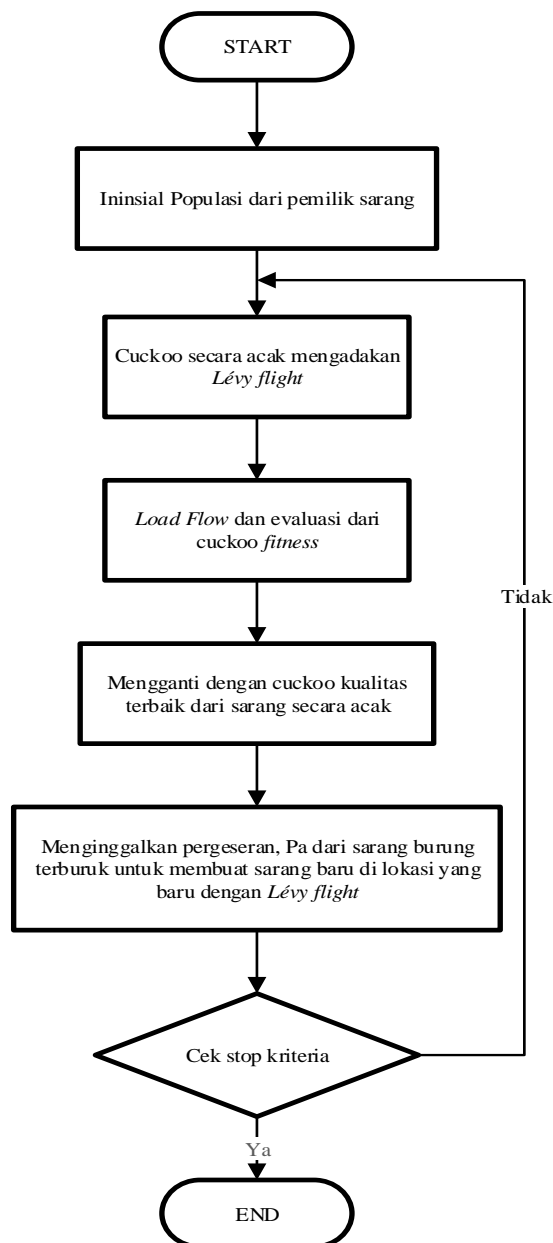 START
Ininsial Populasi dari pemilik sarang
Cuckoo secara acak mengadakan
Lévy flight
Load Flow dan evaluasi dari
cuckoo fitness
Tidak
Mengganti dengan cuckoo kualitas
terbaik dari sarang secara acak
Menginggalkan pergeseran, Pa dari sarang burung
terburuk untuk membuat sarang baru di lokasi yang
baru dengan Lévy flight
Cek stop kriteria
Ya
END